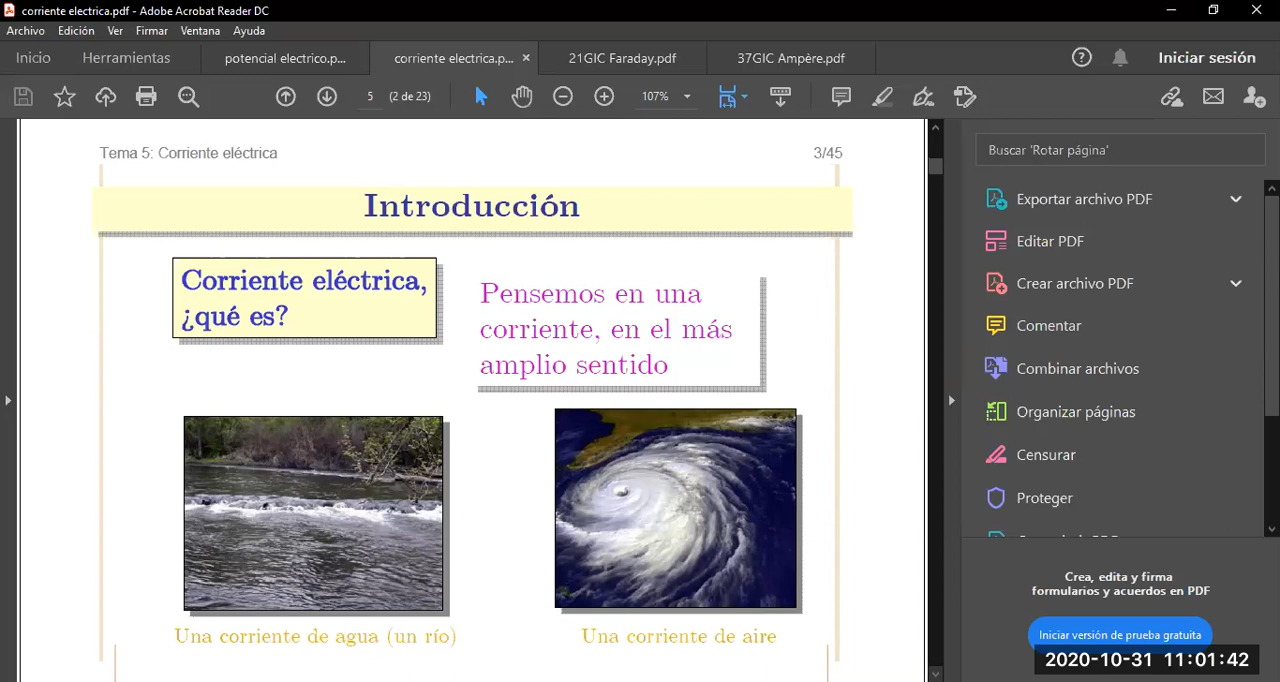 corriente electrica.pdf - Adobe Acrobat Reader DC
Archivo Edición Ver Firmar Ventana Ayuda
Inicio Herramientas potencial electrico.p... corriente electrica.p... × 21GIC Faraday.pdf 37GIC Ampère.pdf Iniciar sesión
5 (2 de 23) 107%
Tema 5: Corriente eléctrica 3/45
Introducción
Corriente eléctrica,
¿qué es?
Pensemos en una
corriente, en el más
amplio sentido
Una corriente de agua (un río) Una corriente de aire
Buscar 'Rotar página'
Exportar archivo PDF
Editar PDF
Crear archivo PDF
Comentar
Combinar archivos
Organizar páginas
Censurar
Proteger
Crea, edita y firma
formularios y acuerdos en PDF
Iniciar versión de prueba gratuita
2020-10-31 11:01:42